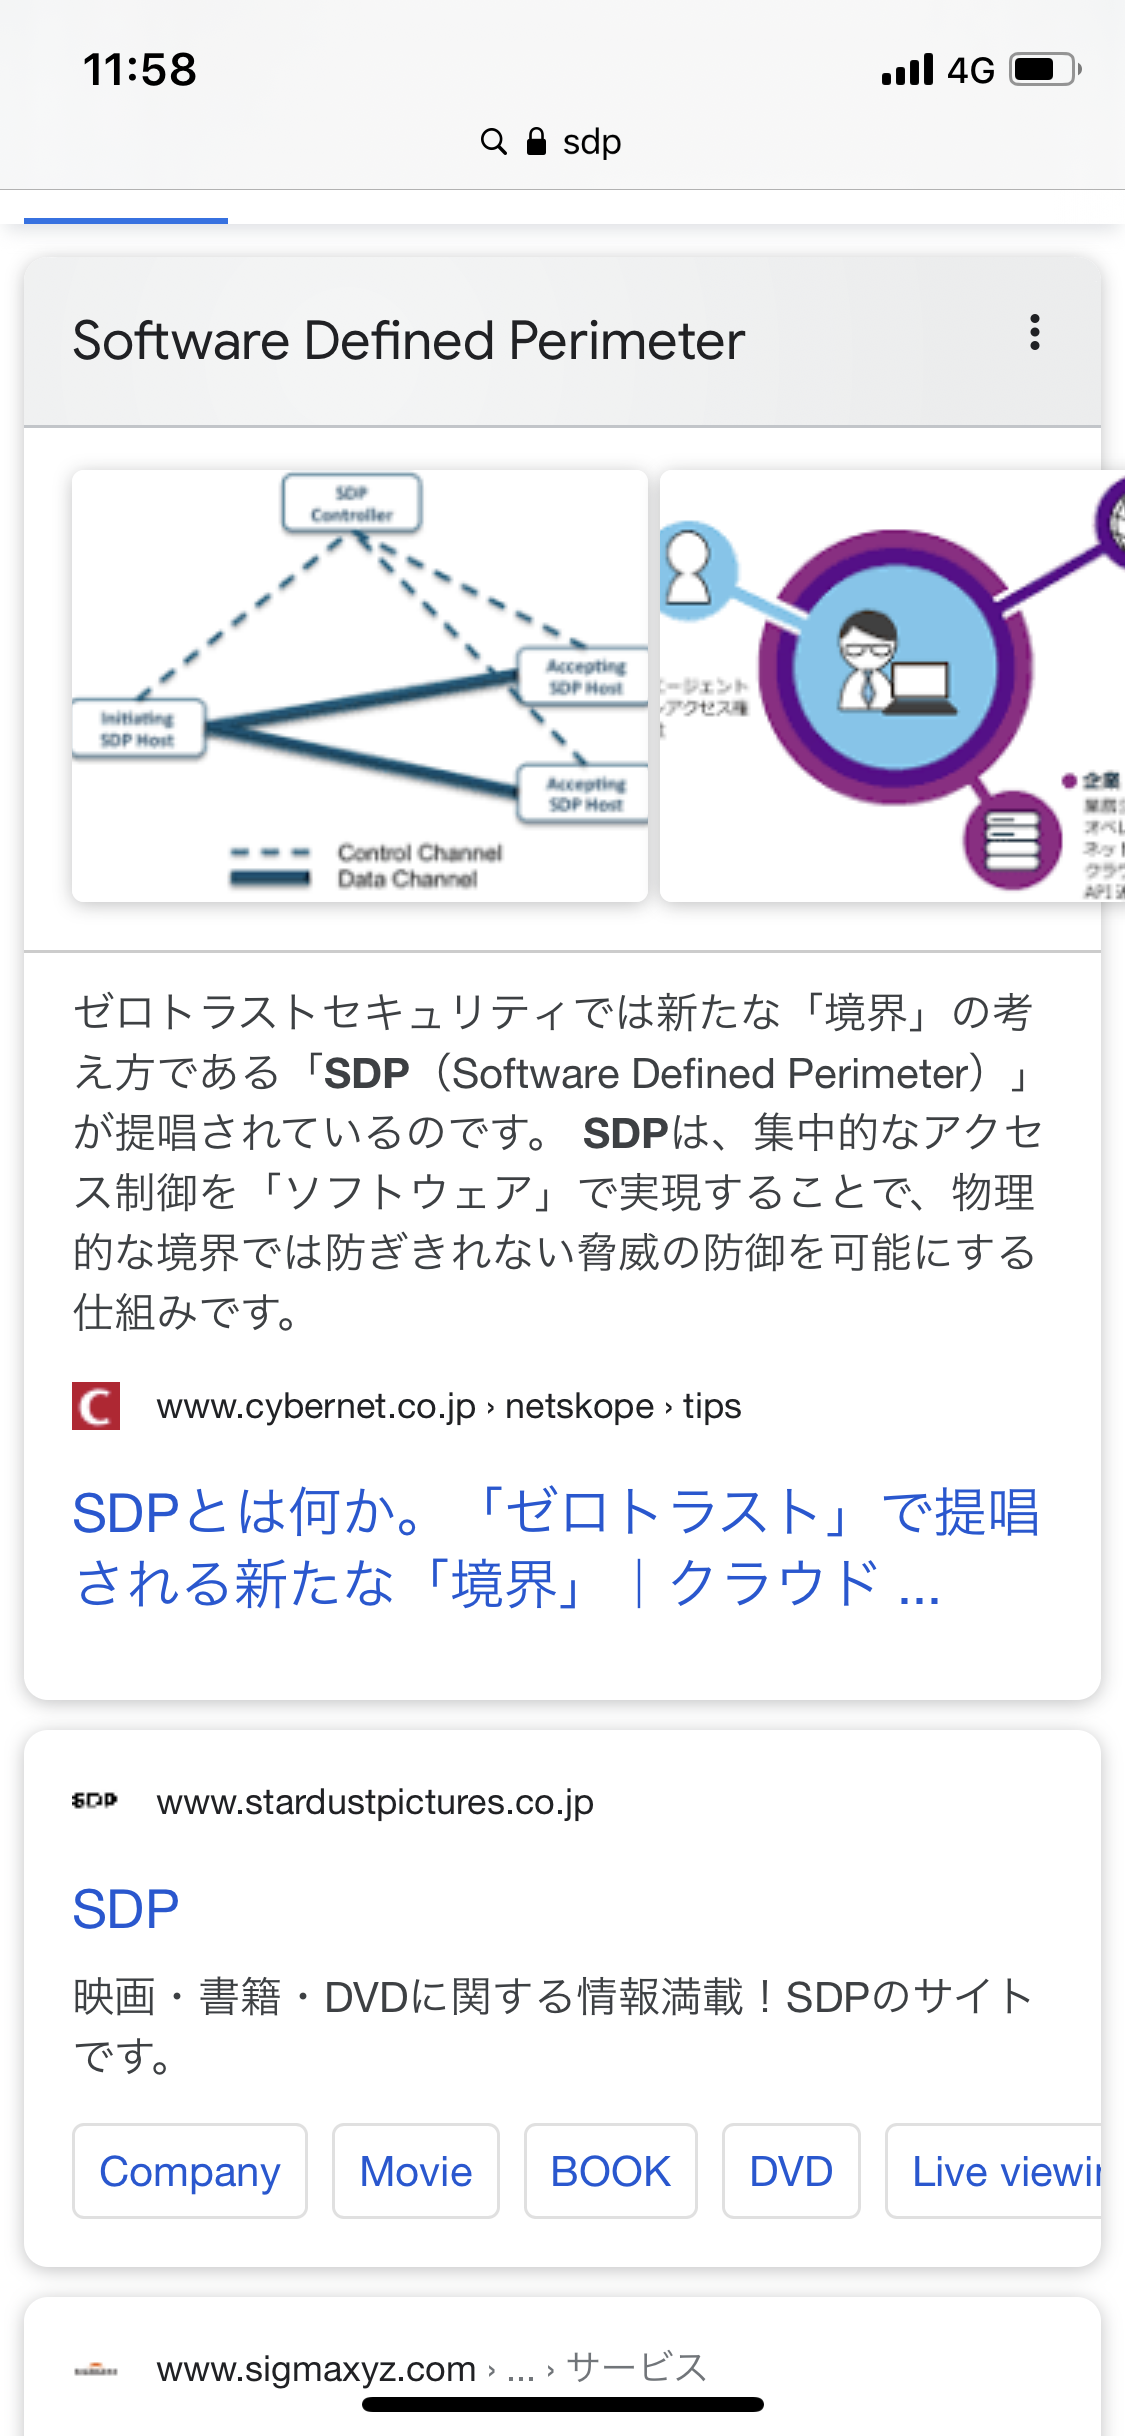 11:58
4G
sdp
Software Defined Perimeter
SDP
Controller
Initiating
SDP Host
Accepting
SDP Host
Accepting
SDP Host
Control Channel
Data Channel
ージェント
アクセス権
企業
ゼロトラストセキュリティでは新たな「境界」の考
え方である「SDP（Software Defined Perimeter）」
が提唱されているのです。 SDPは、集中的なアクセ
ス制御を「ソフトウェア」で実現することで、物理
的な境界では防ぎきれない脅威の防御を可能にする
仕組みです。
C
www.cybernet.co.jp › netskope › tips
SDPとは何か。「ゼロトラスト」で提唱
される新たな「境界」｜クラウド ...
SDP www.stardustpictures.co.jp
SDP
映画・書籍・DVDに関する情報満載！SDPのサイト
です。
Company Movie BOOK DVD Live viewin
www.sigmaxyz.com › ... › サービス